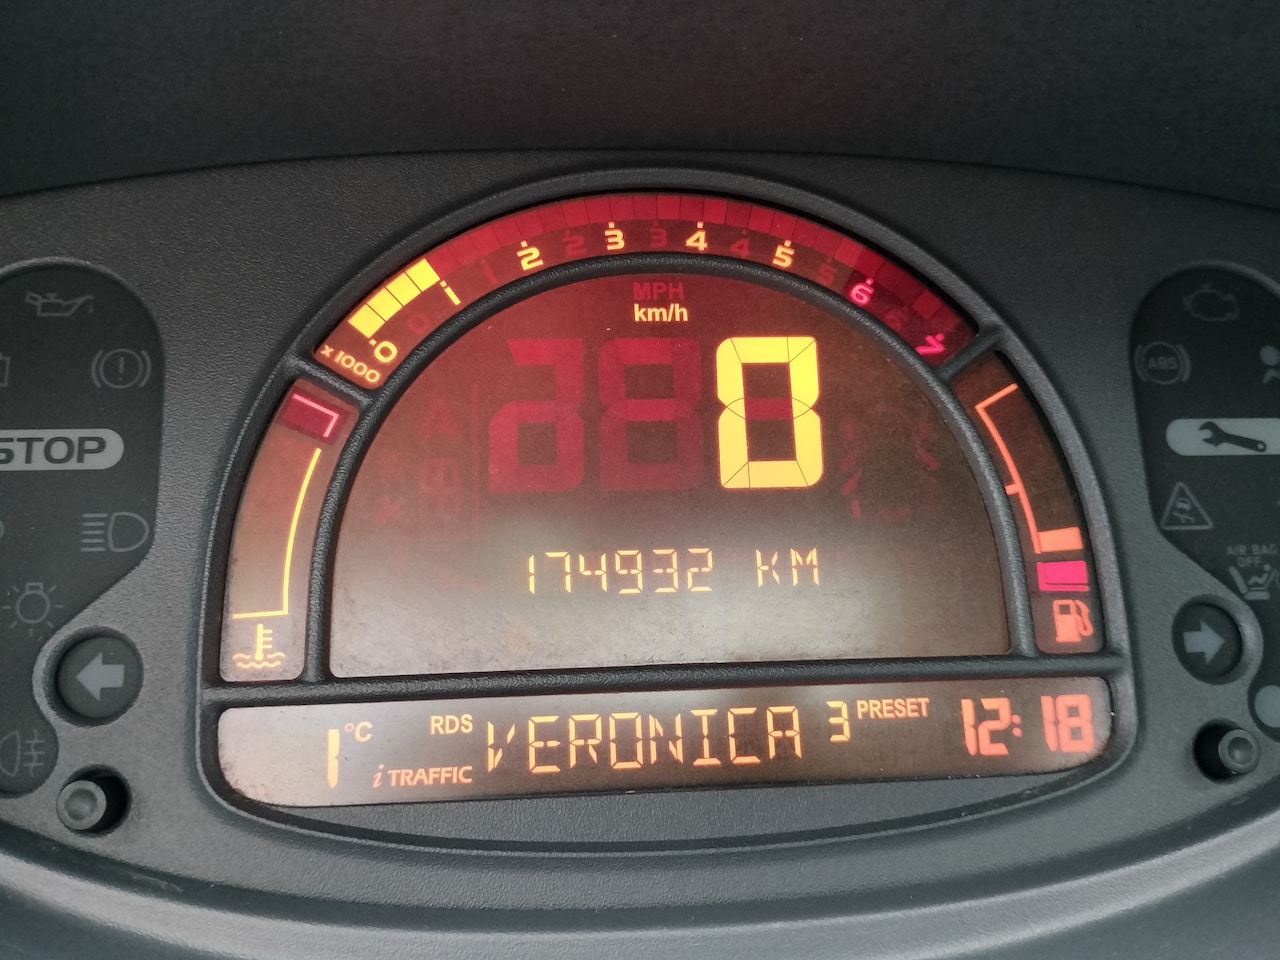 0 1 2 3 4 5 6 7
x1000
MPH
km/h
0
ABS
STOP
174932 KM
AIR BAG
OFF
1 °C RDS VERONICA 3 PRESET 12:18
i TRAFFIC